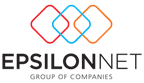 EPSILONNET
GROUP OF COMPANIES